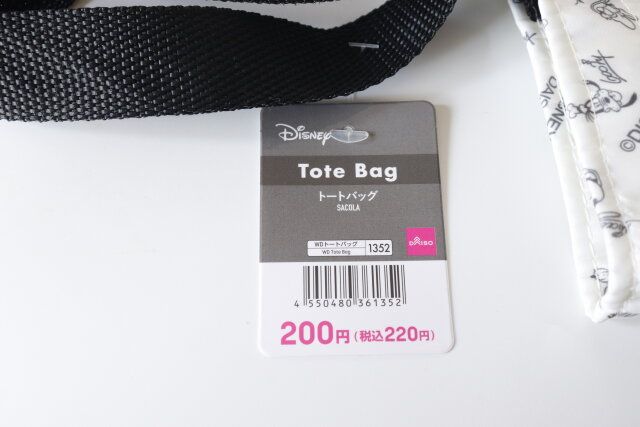 Disney
Tote Bag
トートバッグ
SACOLA
WDトートバッグ
WD Tote Bag
1352
DAISO
4 550480 361352
200円(税込220円)